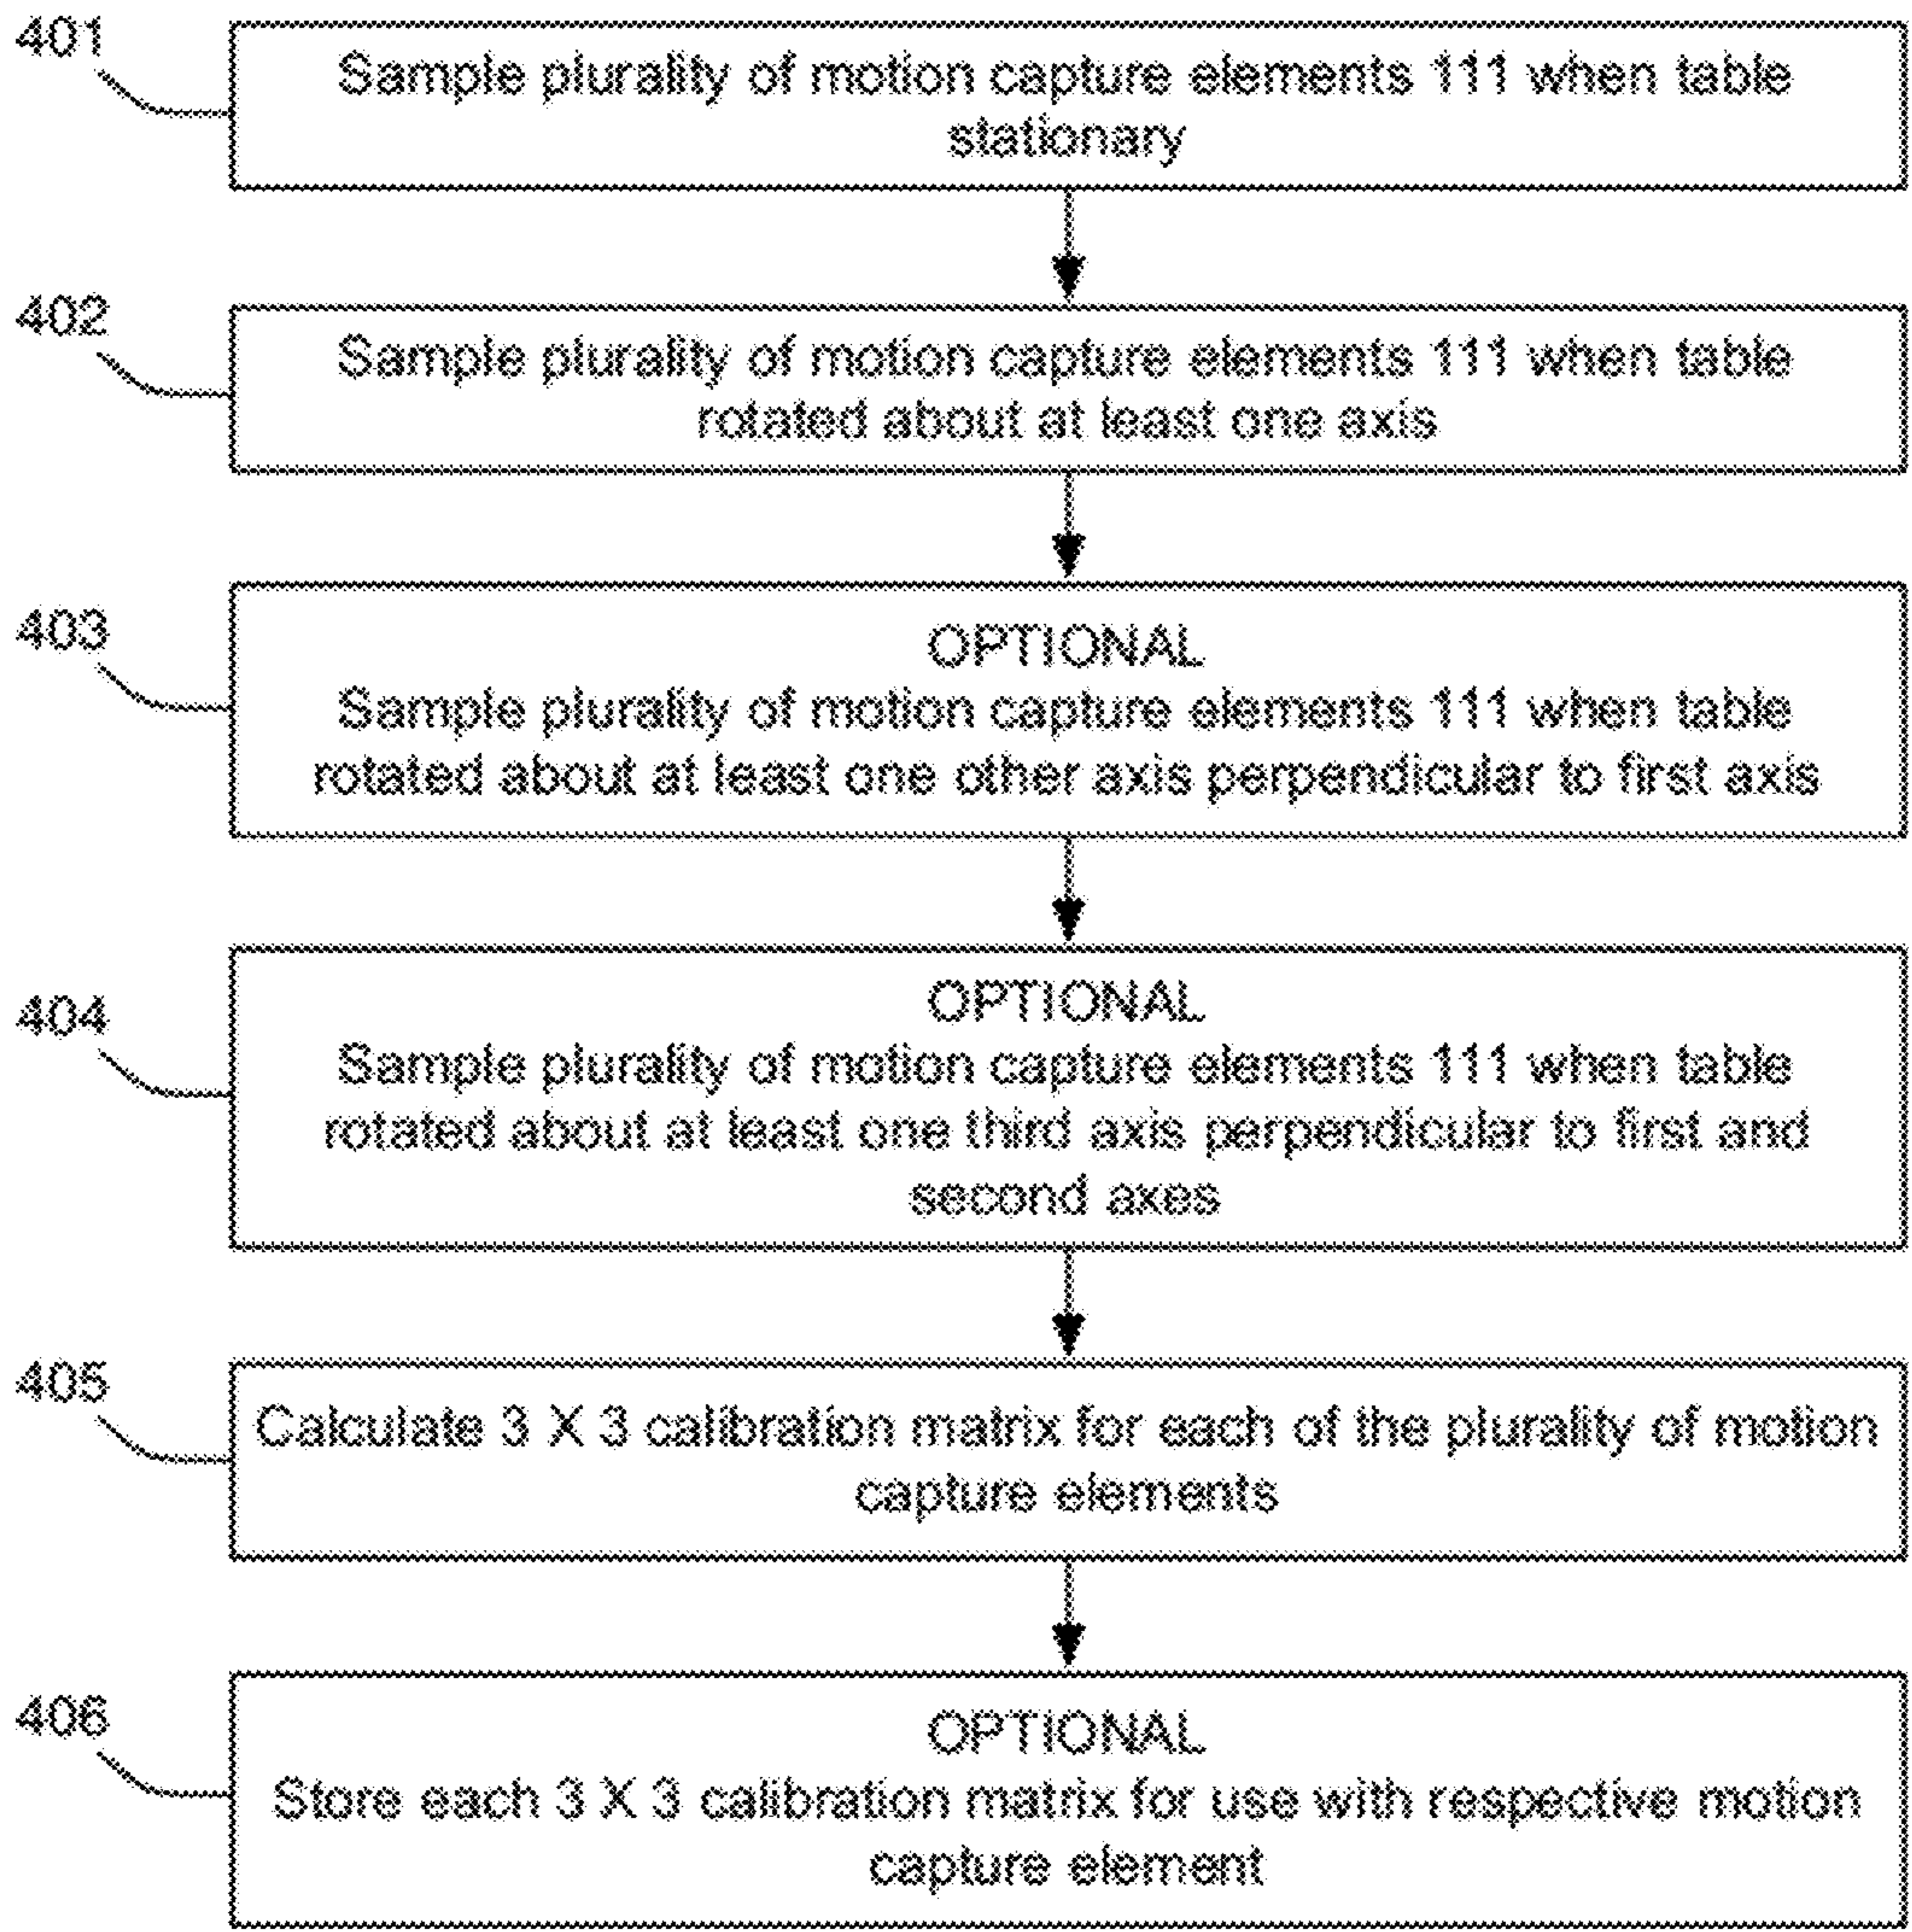 401
Sample plurality of motion capture elements 111 when table
stationary
402
Sample plurality of motion capture elements 111 when table
rotated about at least one axis
403
OPTIONAL
Sample plurality of motion capture elements 111 when table
rotated about at least one other axis perpendicular to first axis
404
OPTIONAL
Sample plurality of motion capture elements 111 when table
rotated about at least one third axis perpendicular to first and
second axes
405
Calculate 3 X 3 calibration matrix for each of the plurality of motion
capture elements
406
OPTIONAL
Store each 3 X 3 calibration matrix for use with respective motion
capture element